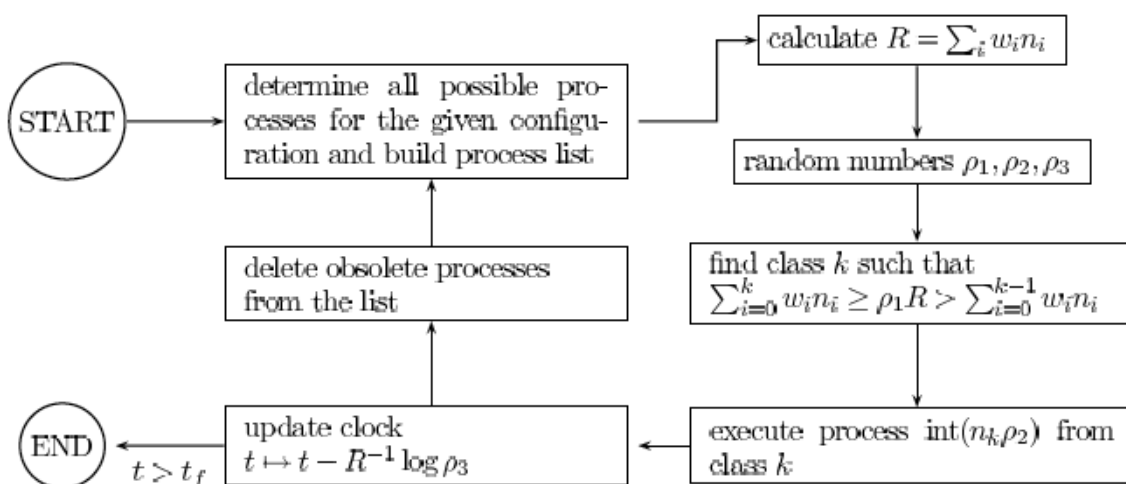 START
determine all possible pro-
cesses for the given configu-
ration and build process list
calculate R = ∑_i w_i n_i
random numbers ρ_1, ρ_2, ρ_3
find class k such that
∑_{i=0}^{k} w_i n_i ≥ ρ_1 R > ∑_{i=0}^{k−1} w_i n_i
execute process int(n_k ρ_2) from
class k
update clock
t ↦ t − R^{−1} log ρ_3
delete obsolete processes
from the list
END
t > t_f